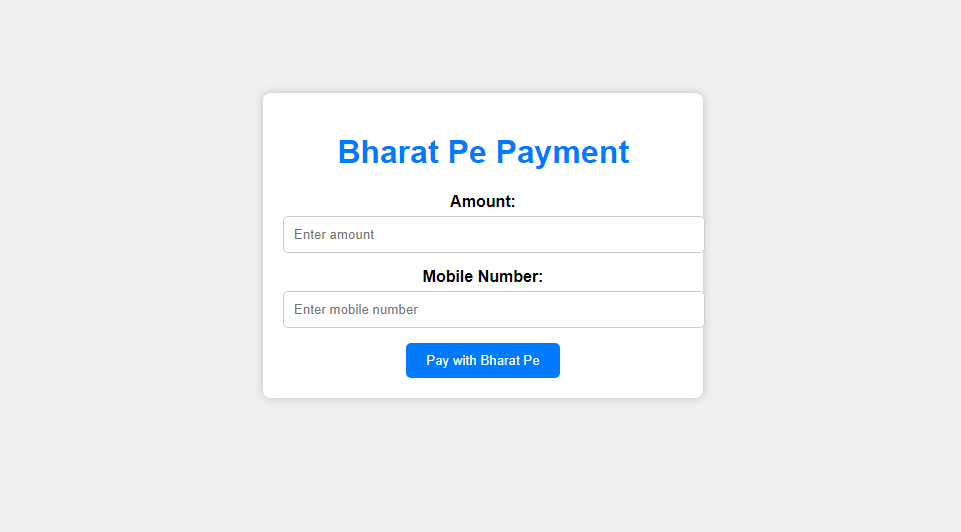 Bharat Pe Payment
Amount:
Enter amount
Mobile Number:
Enter mobile number
Pay with Bharat Pe